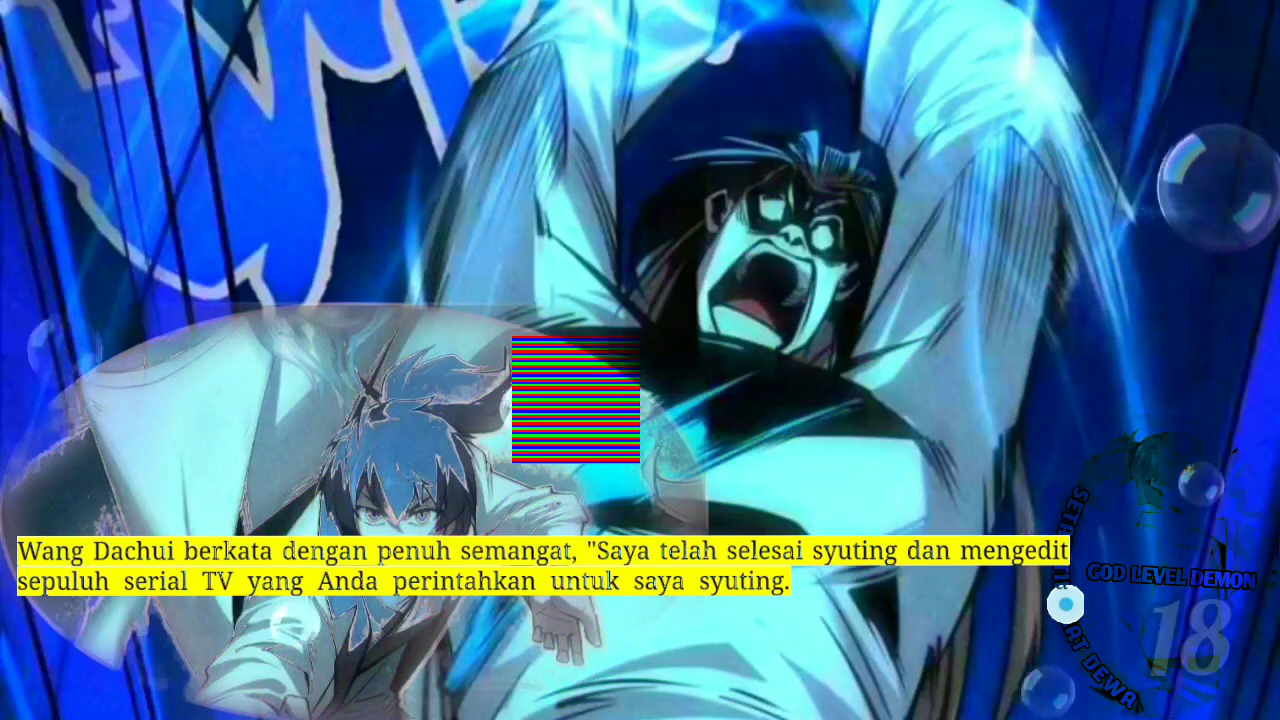 Wang Dachui berkata dengan penuh semangat, "Saya telah selesai syuting dan mengedit
sepuluh serial TV yang Anda perintahkan untuk saya syuting.
GOD LEVEL DEMON
18
RT DEWA